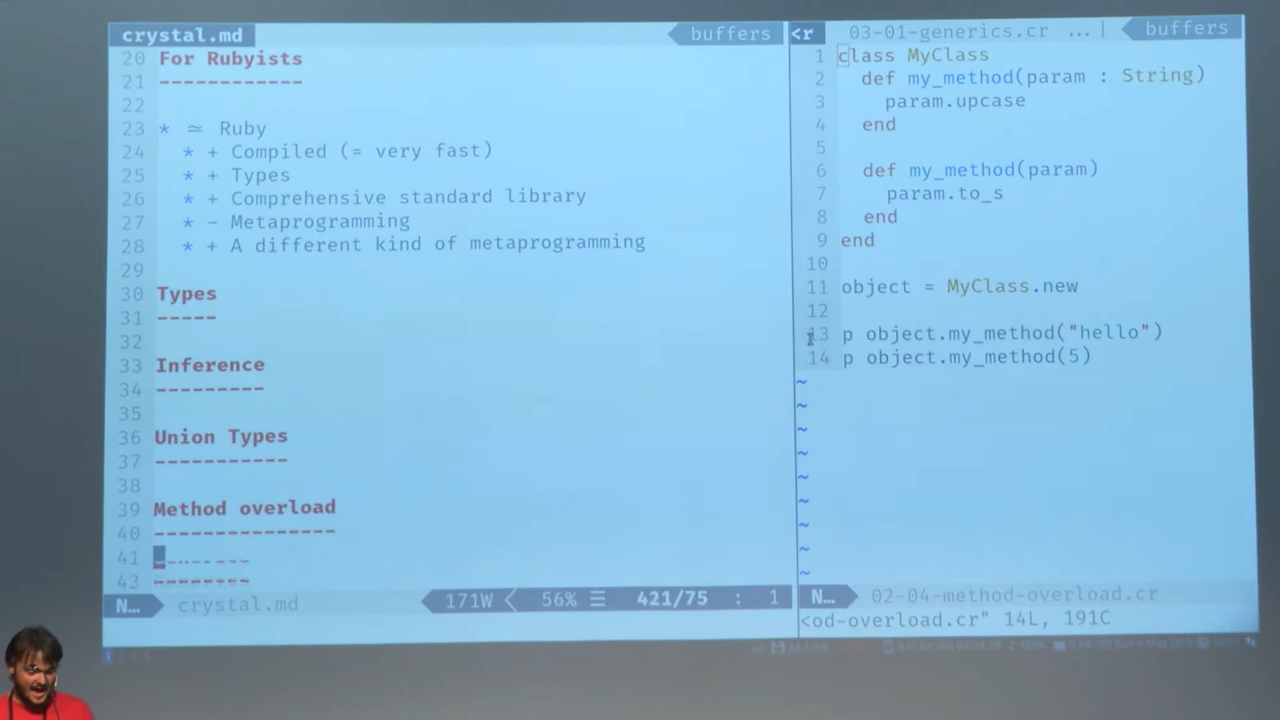 crystal.md
buffers
20 For Rubyists
21 ------------
22
23 * ≃ Ruby
24 * + Compiled (= very fast)
25 * + Types
26 * + Comprehensive standard library
27 * - Metaprogramming
28 * + A different kind of metaprogramming
29
30 Types
31 -----
32
33 Inference
34 ---------
35
36 Union Types
37 -----------
38
39 Method overload
40 ---------------
41
43 --------
N... crystal.md 171W 56% ☰ 421/75 : 1
<r 03-01-generics.cr ... | buffers
1 class MyClass
2 def my_method(param : String)
3 param.upcase
4 end
5
6 def my_method(param)
7 param.to_s
8 end
9 end
10
11 object = MyClass.new
12
13 p object.my_method("hello")
14 p object.my_method(5)
~
~
~
~
~
~
~
~
~
N... 02-04-method-overload.cr
<od-overload.cr" 14L, 191C